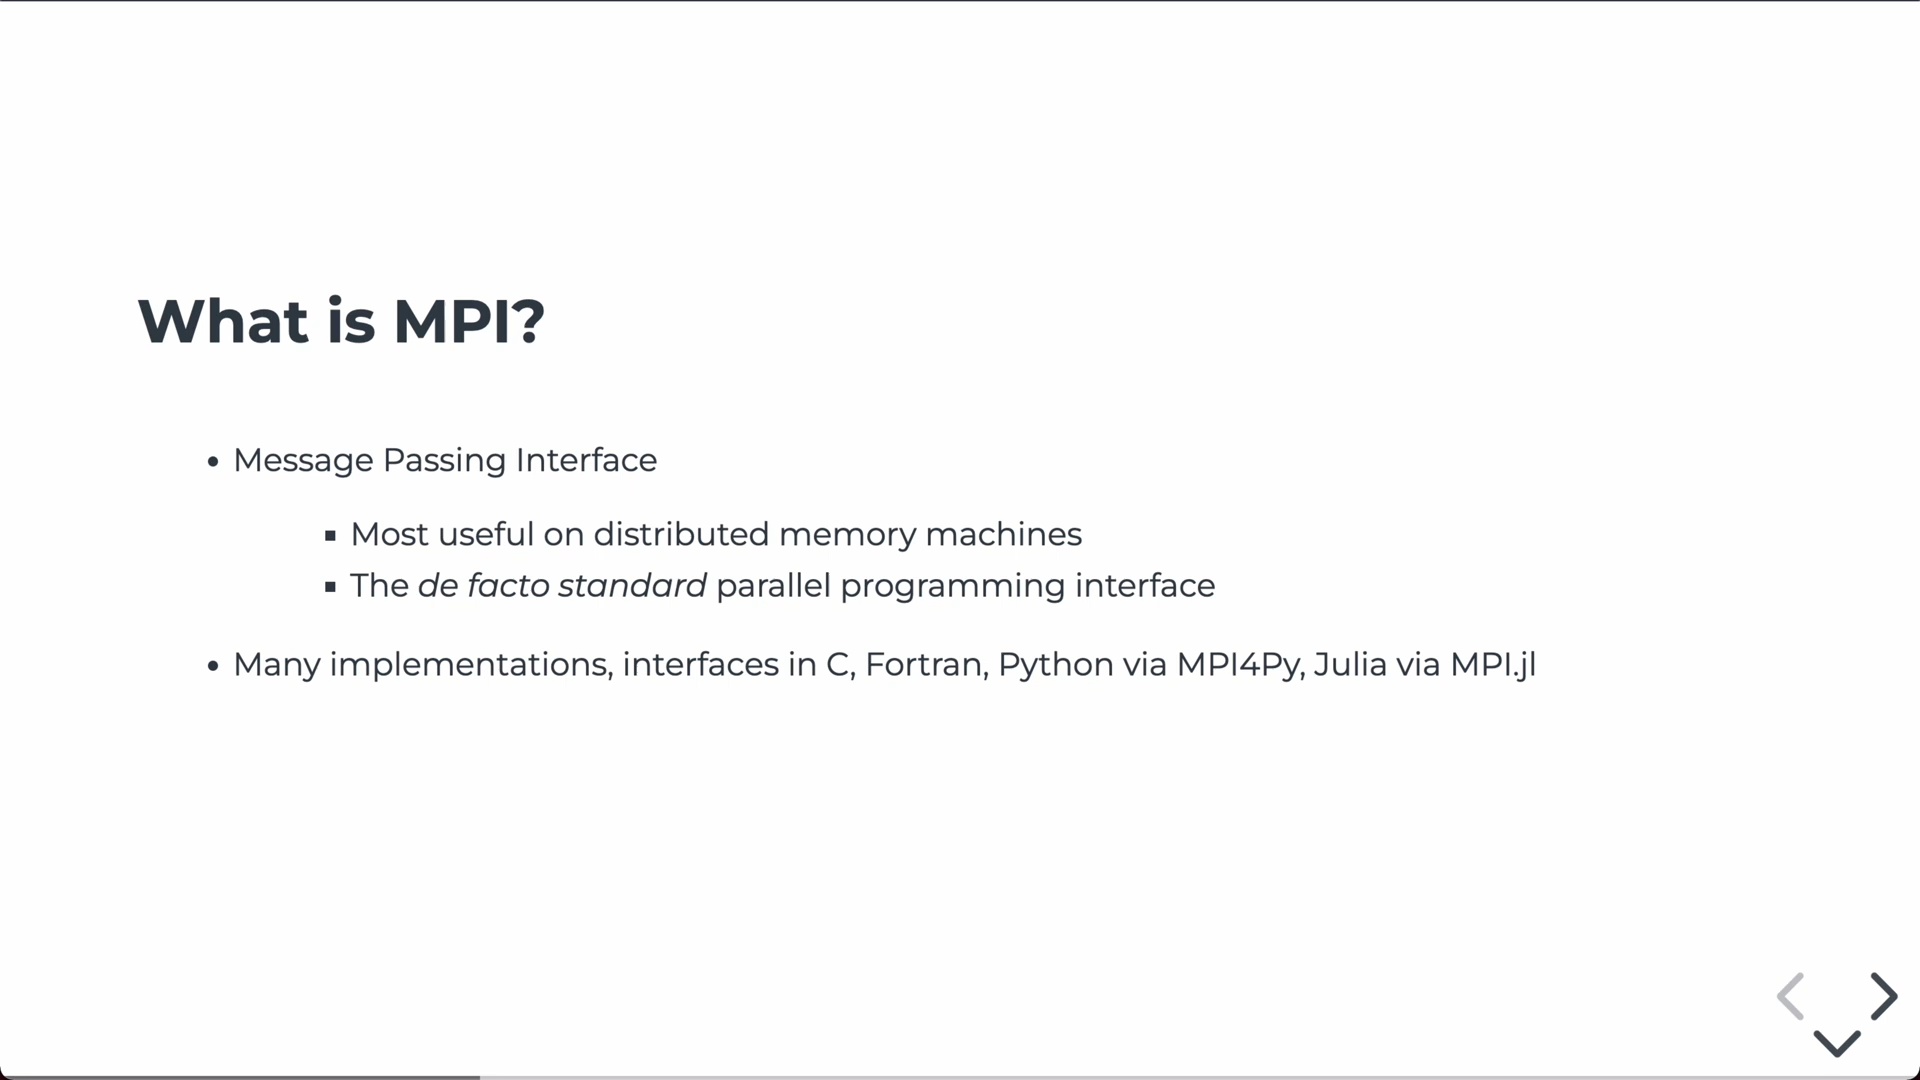 What is MPI?
• Message Passing Interface
▪ Most useful on distributed memory machines
▪ The de facto standard parallel programming interface
• Many implementations, interfaces in C, Fortran, Python via MPI4Py, Julia via MPI.jl